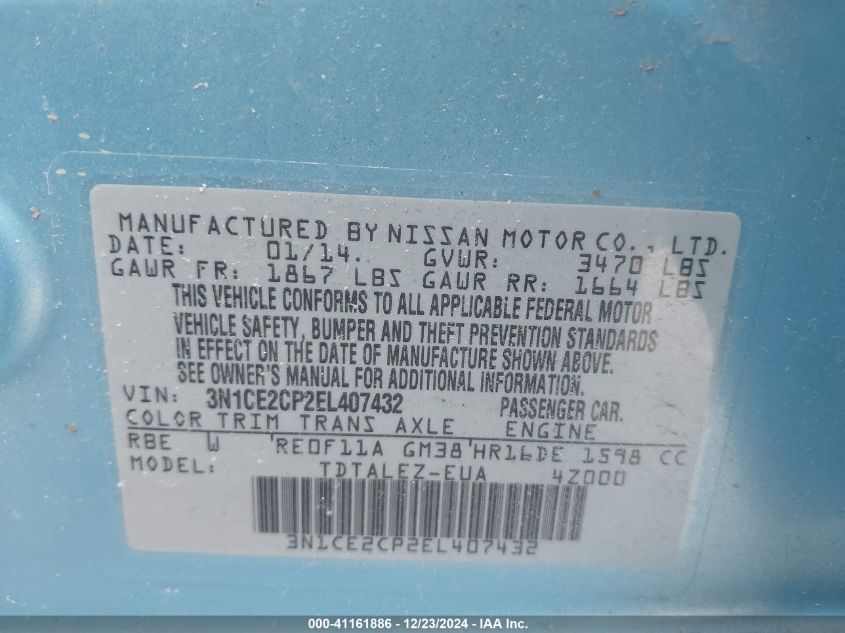 MANUFACTURED BY NISSAN MOTOR CO., LTD.
DATE: 01/14. GVWR: 3470 LBS
GAWR FR: 1867 LBS GAWR RR: 1664 LBS
THIS VEHICLE CONFORMS TO ALL APPLICABLE FEDERAL MOTOR
VEHICLE SAFETY, BUMPER AND THEFT PREVENTION STANDARDS
IN EFFECT ON THE DATE OF MANUFACTURE SHOWN ABOVE.
SEE OWNER'S MANUAL FOR ADDITIONAL INFORMATION.
VIN: 3N1CE2CP2EL407432 PASSENGER CAR.
COLOR TRIM TRANS AXLE ENGINE
RBE W RE0F11A GM38 HR16DE 1598 CC
MODEL: TDTALEZ-EUA 4Z000
3N1CE2CP2EL407432
000-41161886 - 12/23/2024 - IAA Inc.